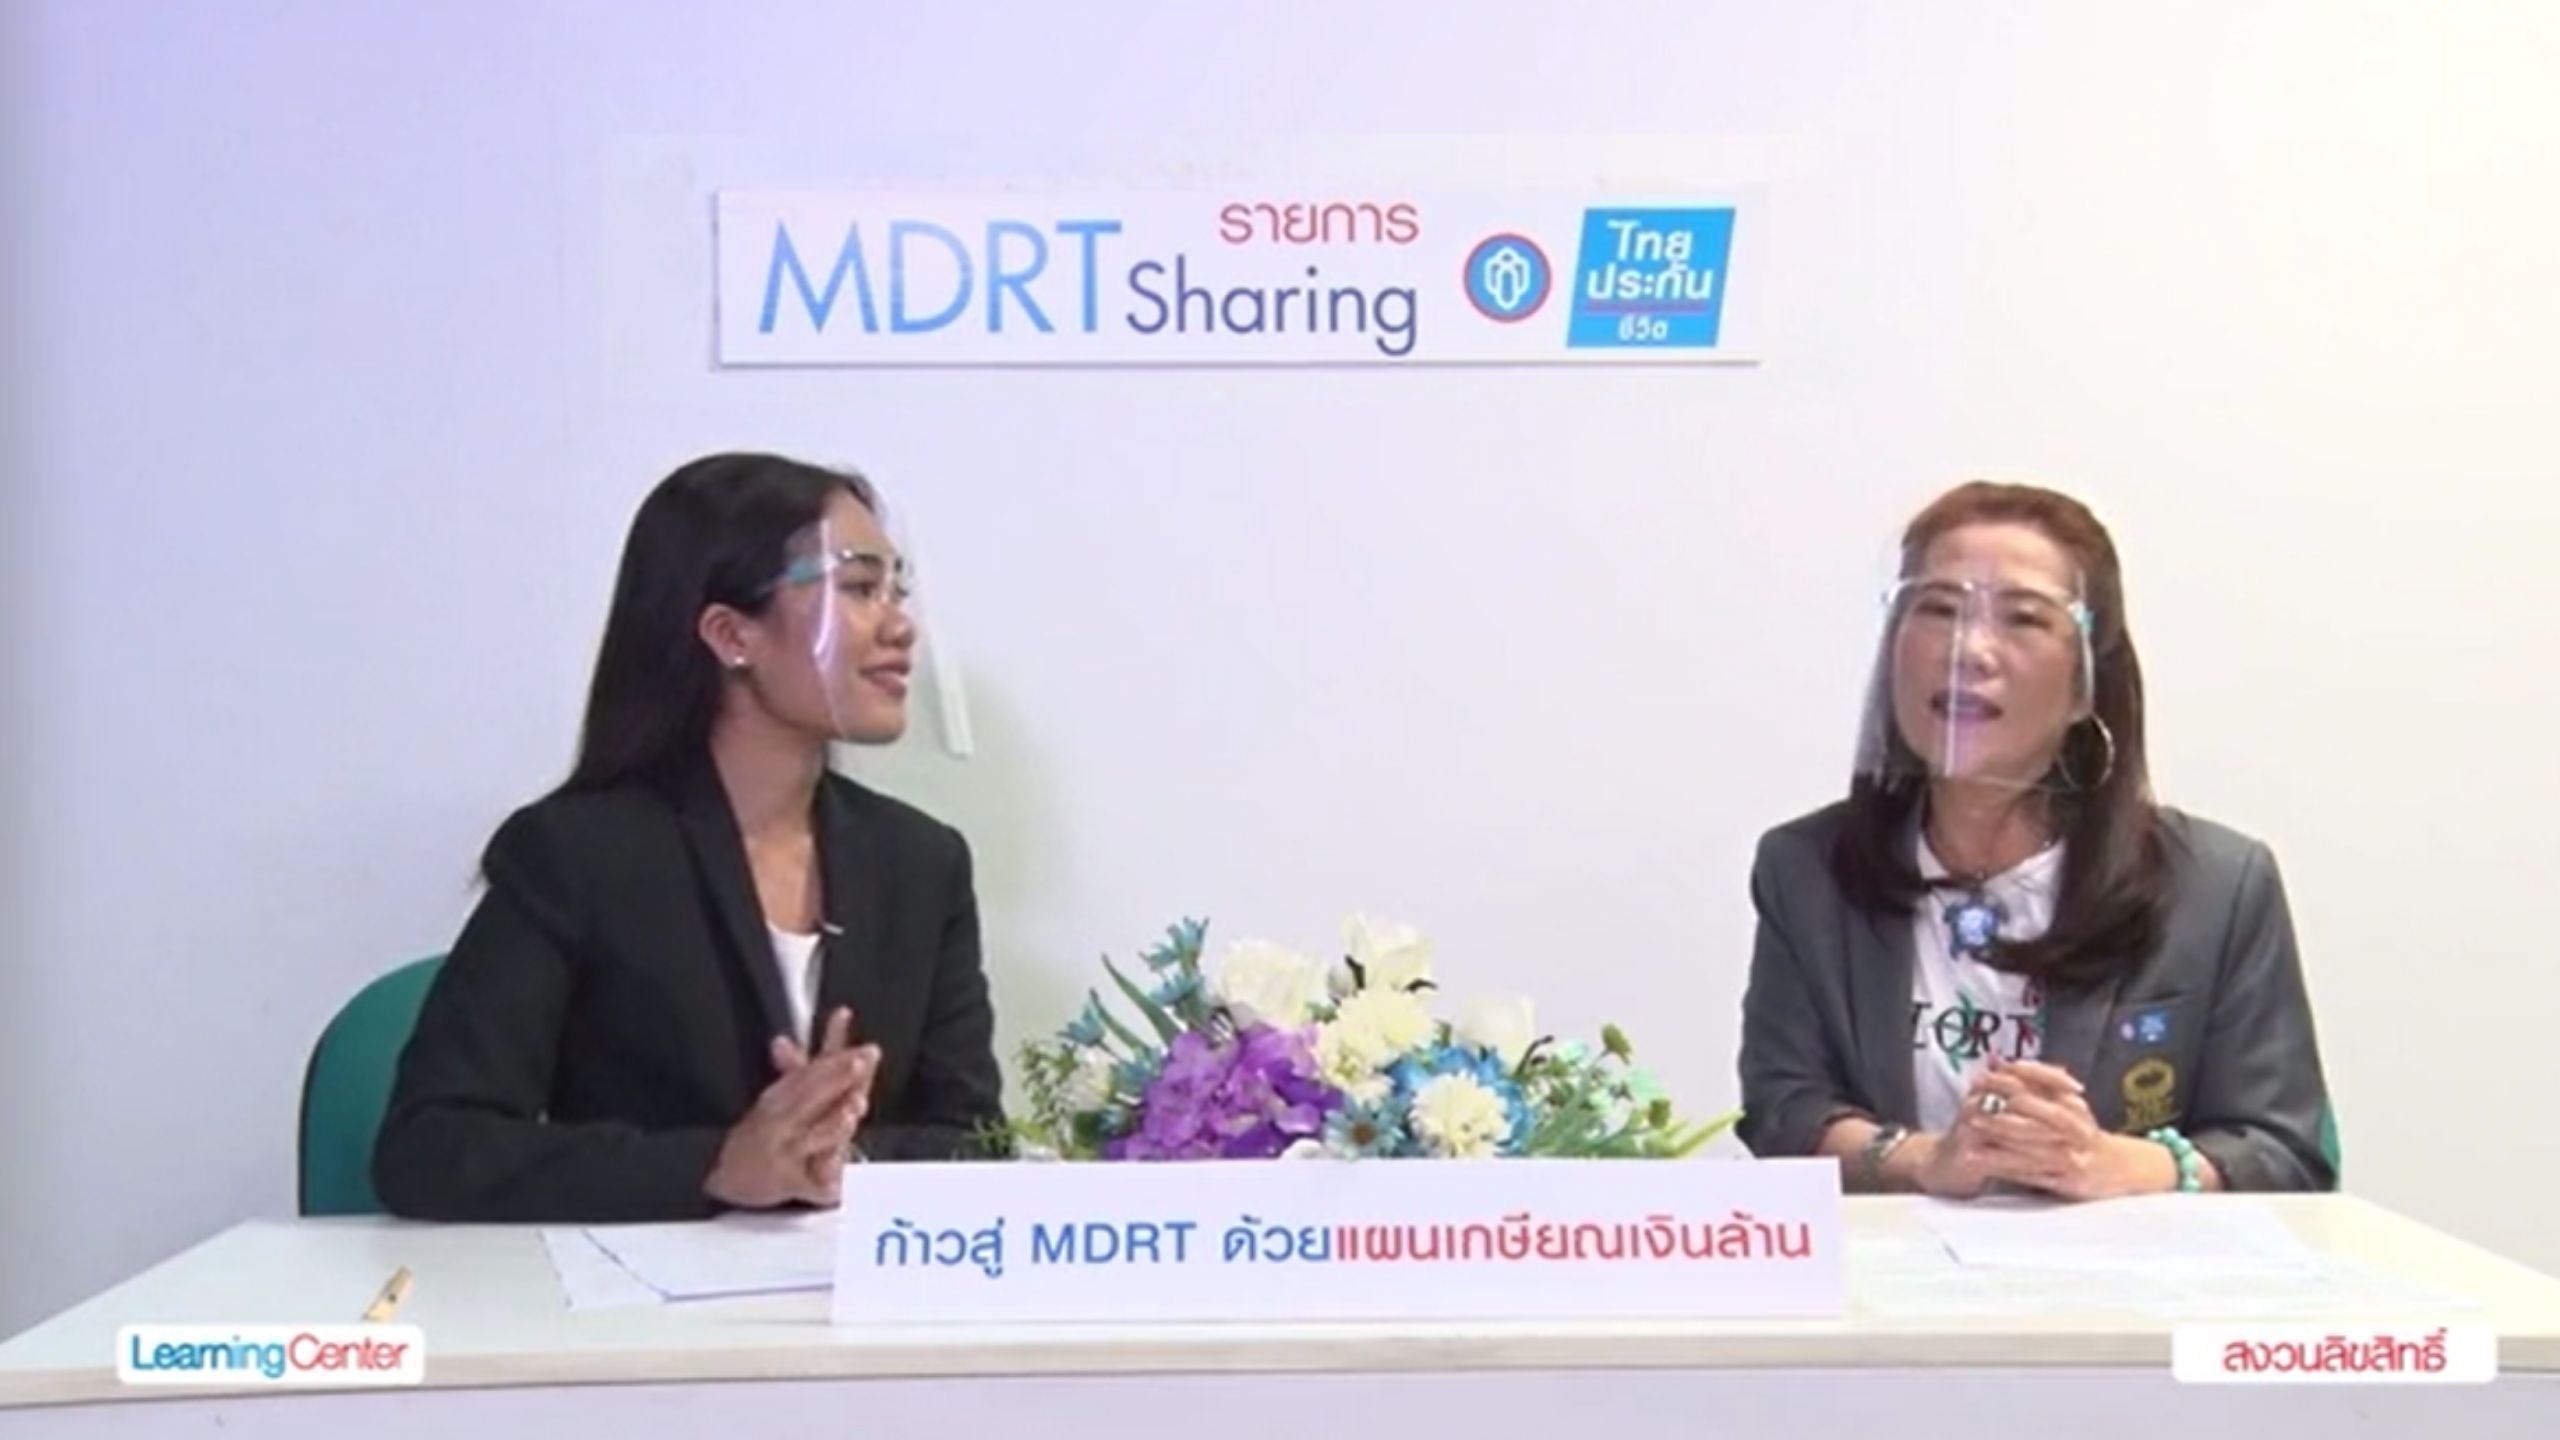 รายการ
MDRT Sharing
ไทย
ประกัน
ชีวิต
ก้าวสู่ MDRT ด้วยแผนเกษียณเงินล้าน
Learning Center
สงวนลิขสิทธิ์